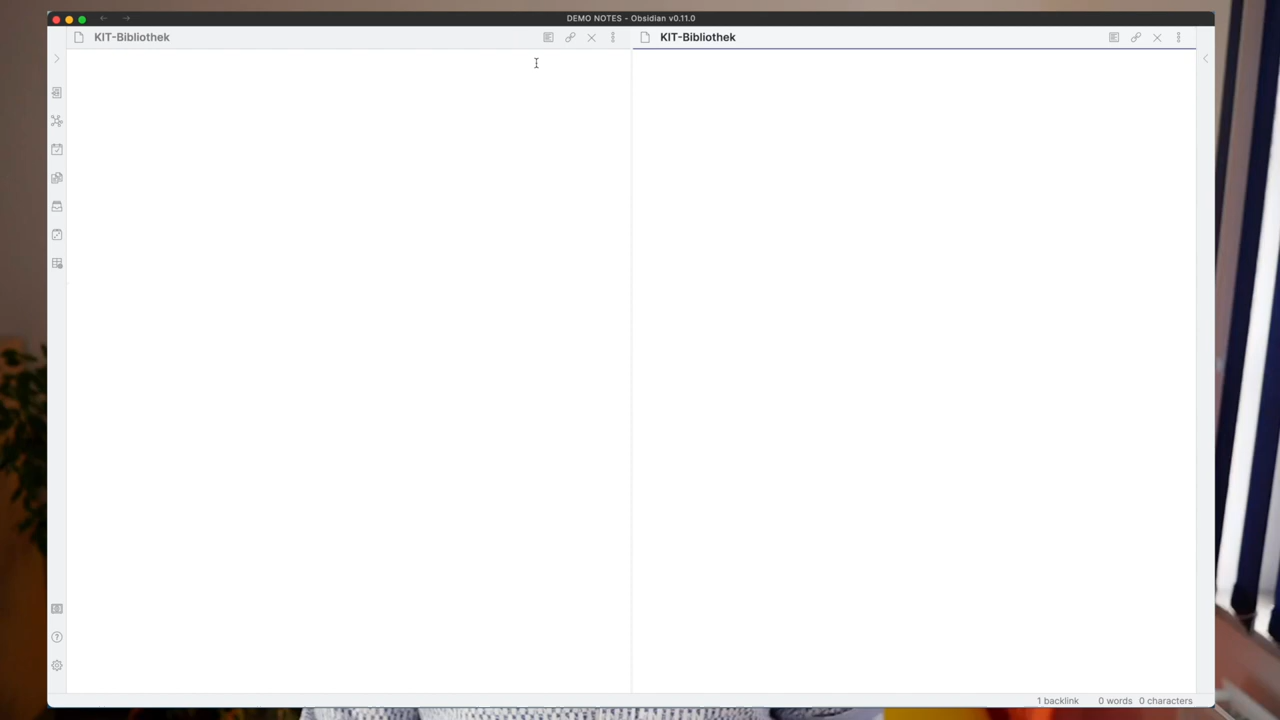 DEMO NOTES - Obsidian v0.11.0
KIT-Bibliothek
KIT-Bibliothek
1 backlink 0 words 0 characters